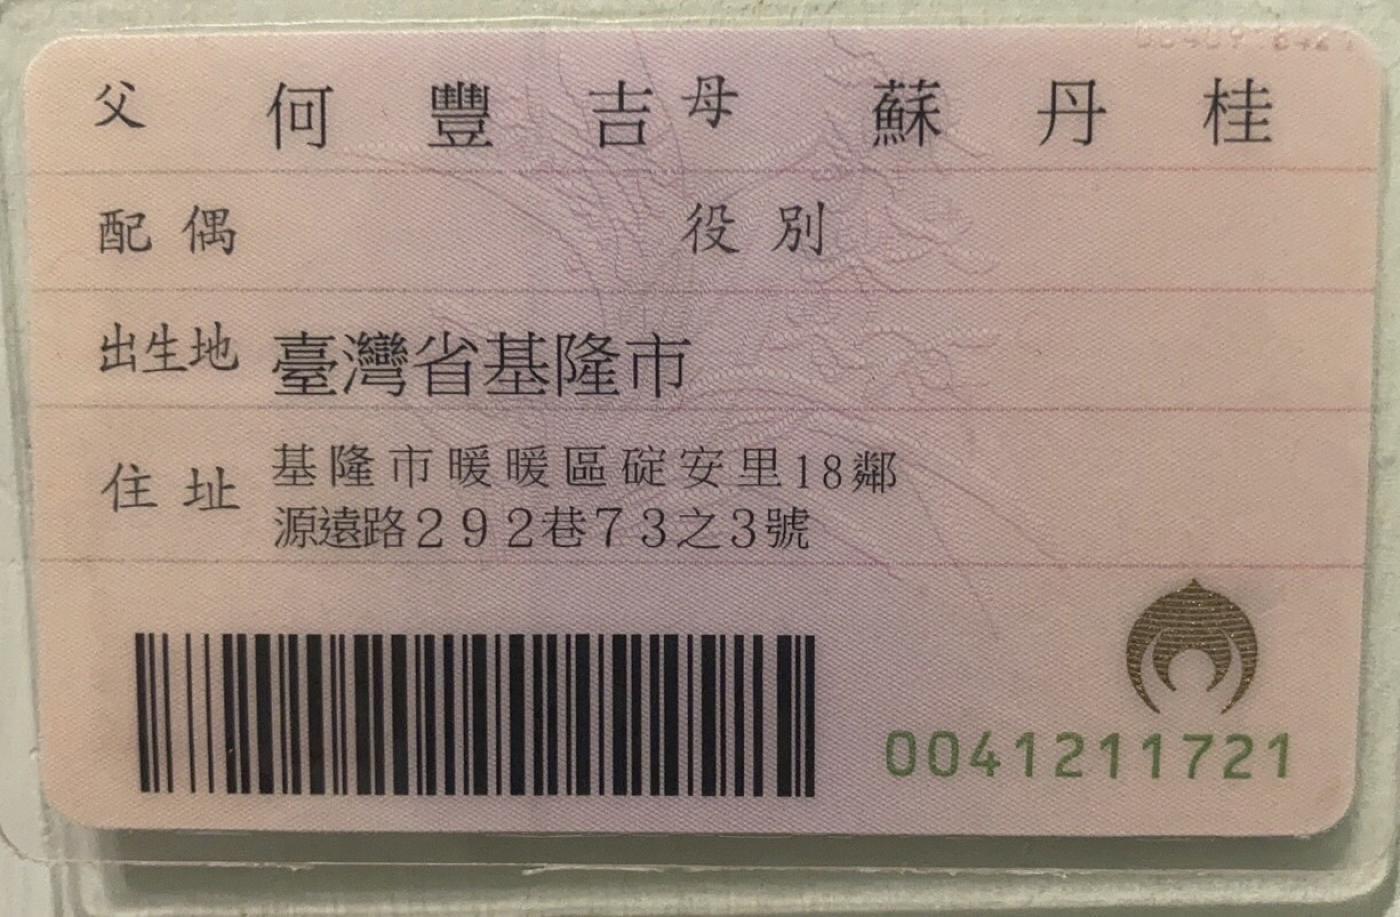 父 何豐吉 母 蘇丹桂
配偶 役別
出生地 臺灣省基隆市
住址 基隆市暖暖區碇安里18鄰
源遠路292巷73之3號
0041211721